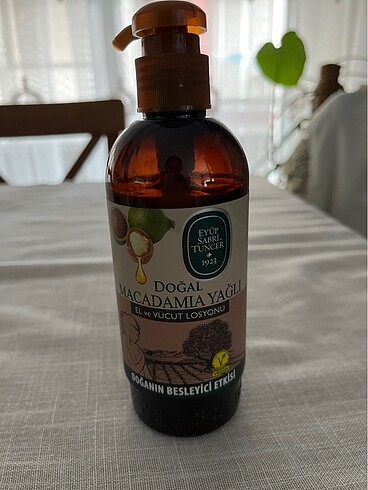 EYÜP
SABRİ
TUNCER
1923
DOĞAL
MACADAMIA YAĞLI
EL ve VÜCUT LOSYONU
DOĞANIN BESLEYİCİ ETKİSİ